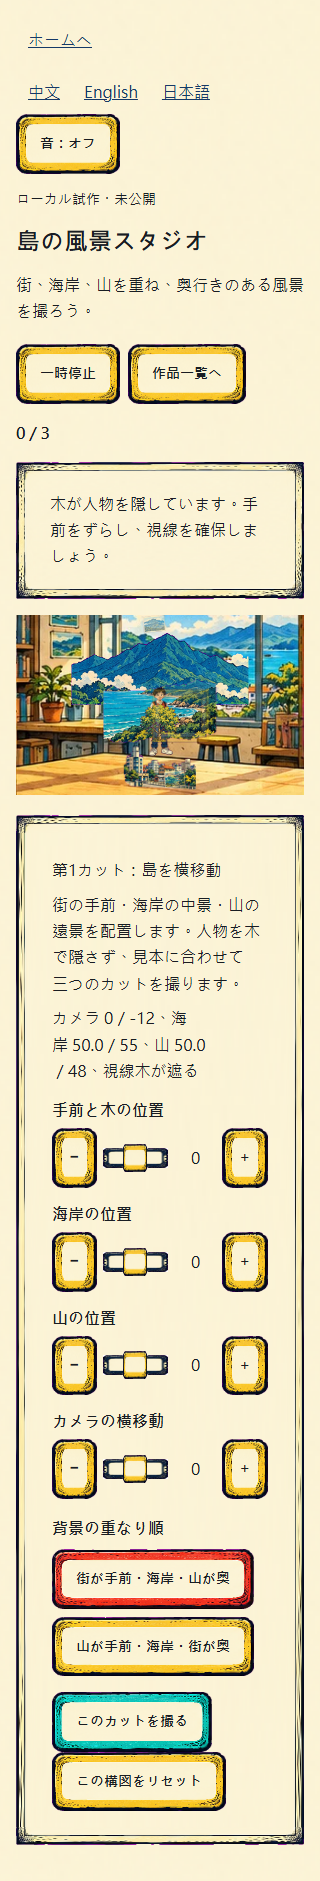 ホームへ
中文 English 日本語
音：オフ
ローカル試作・未公開
島の風景スタジオ
街、海岸、山を重ね、奥行きのある風景
を撮ろう。
一時停止 作品一覧へ
0 / 3
木が人物を隠しています。手
前をずらし、視線を確保しま
しょう。
第1カット：島を横移動
街の手前・海岸の中景・山の
遠景を配置します。人物を木
で隠さず、見本に合わせて
三つのカットを撮ります。
カメラ 0 / -12、海
岸 50.0 / 55、山 50.0
/ 48、視線木が遮る
手前と木の位置
− 0 +
海岸の位置
− 0 +
山の位置
− 0 +
カメラの横移動
− 0 +
背景の重なり順
街が手前・海岸・山が奥
山が手前・海岸・街が奥
このカットを撮る
この構図をリセット